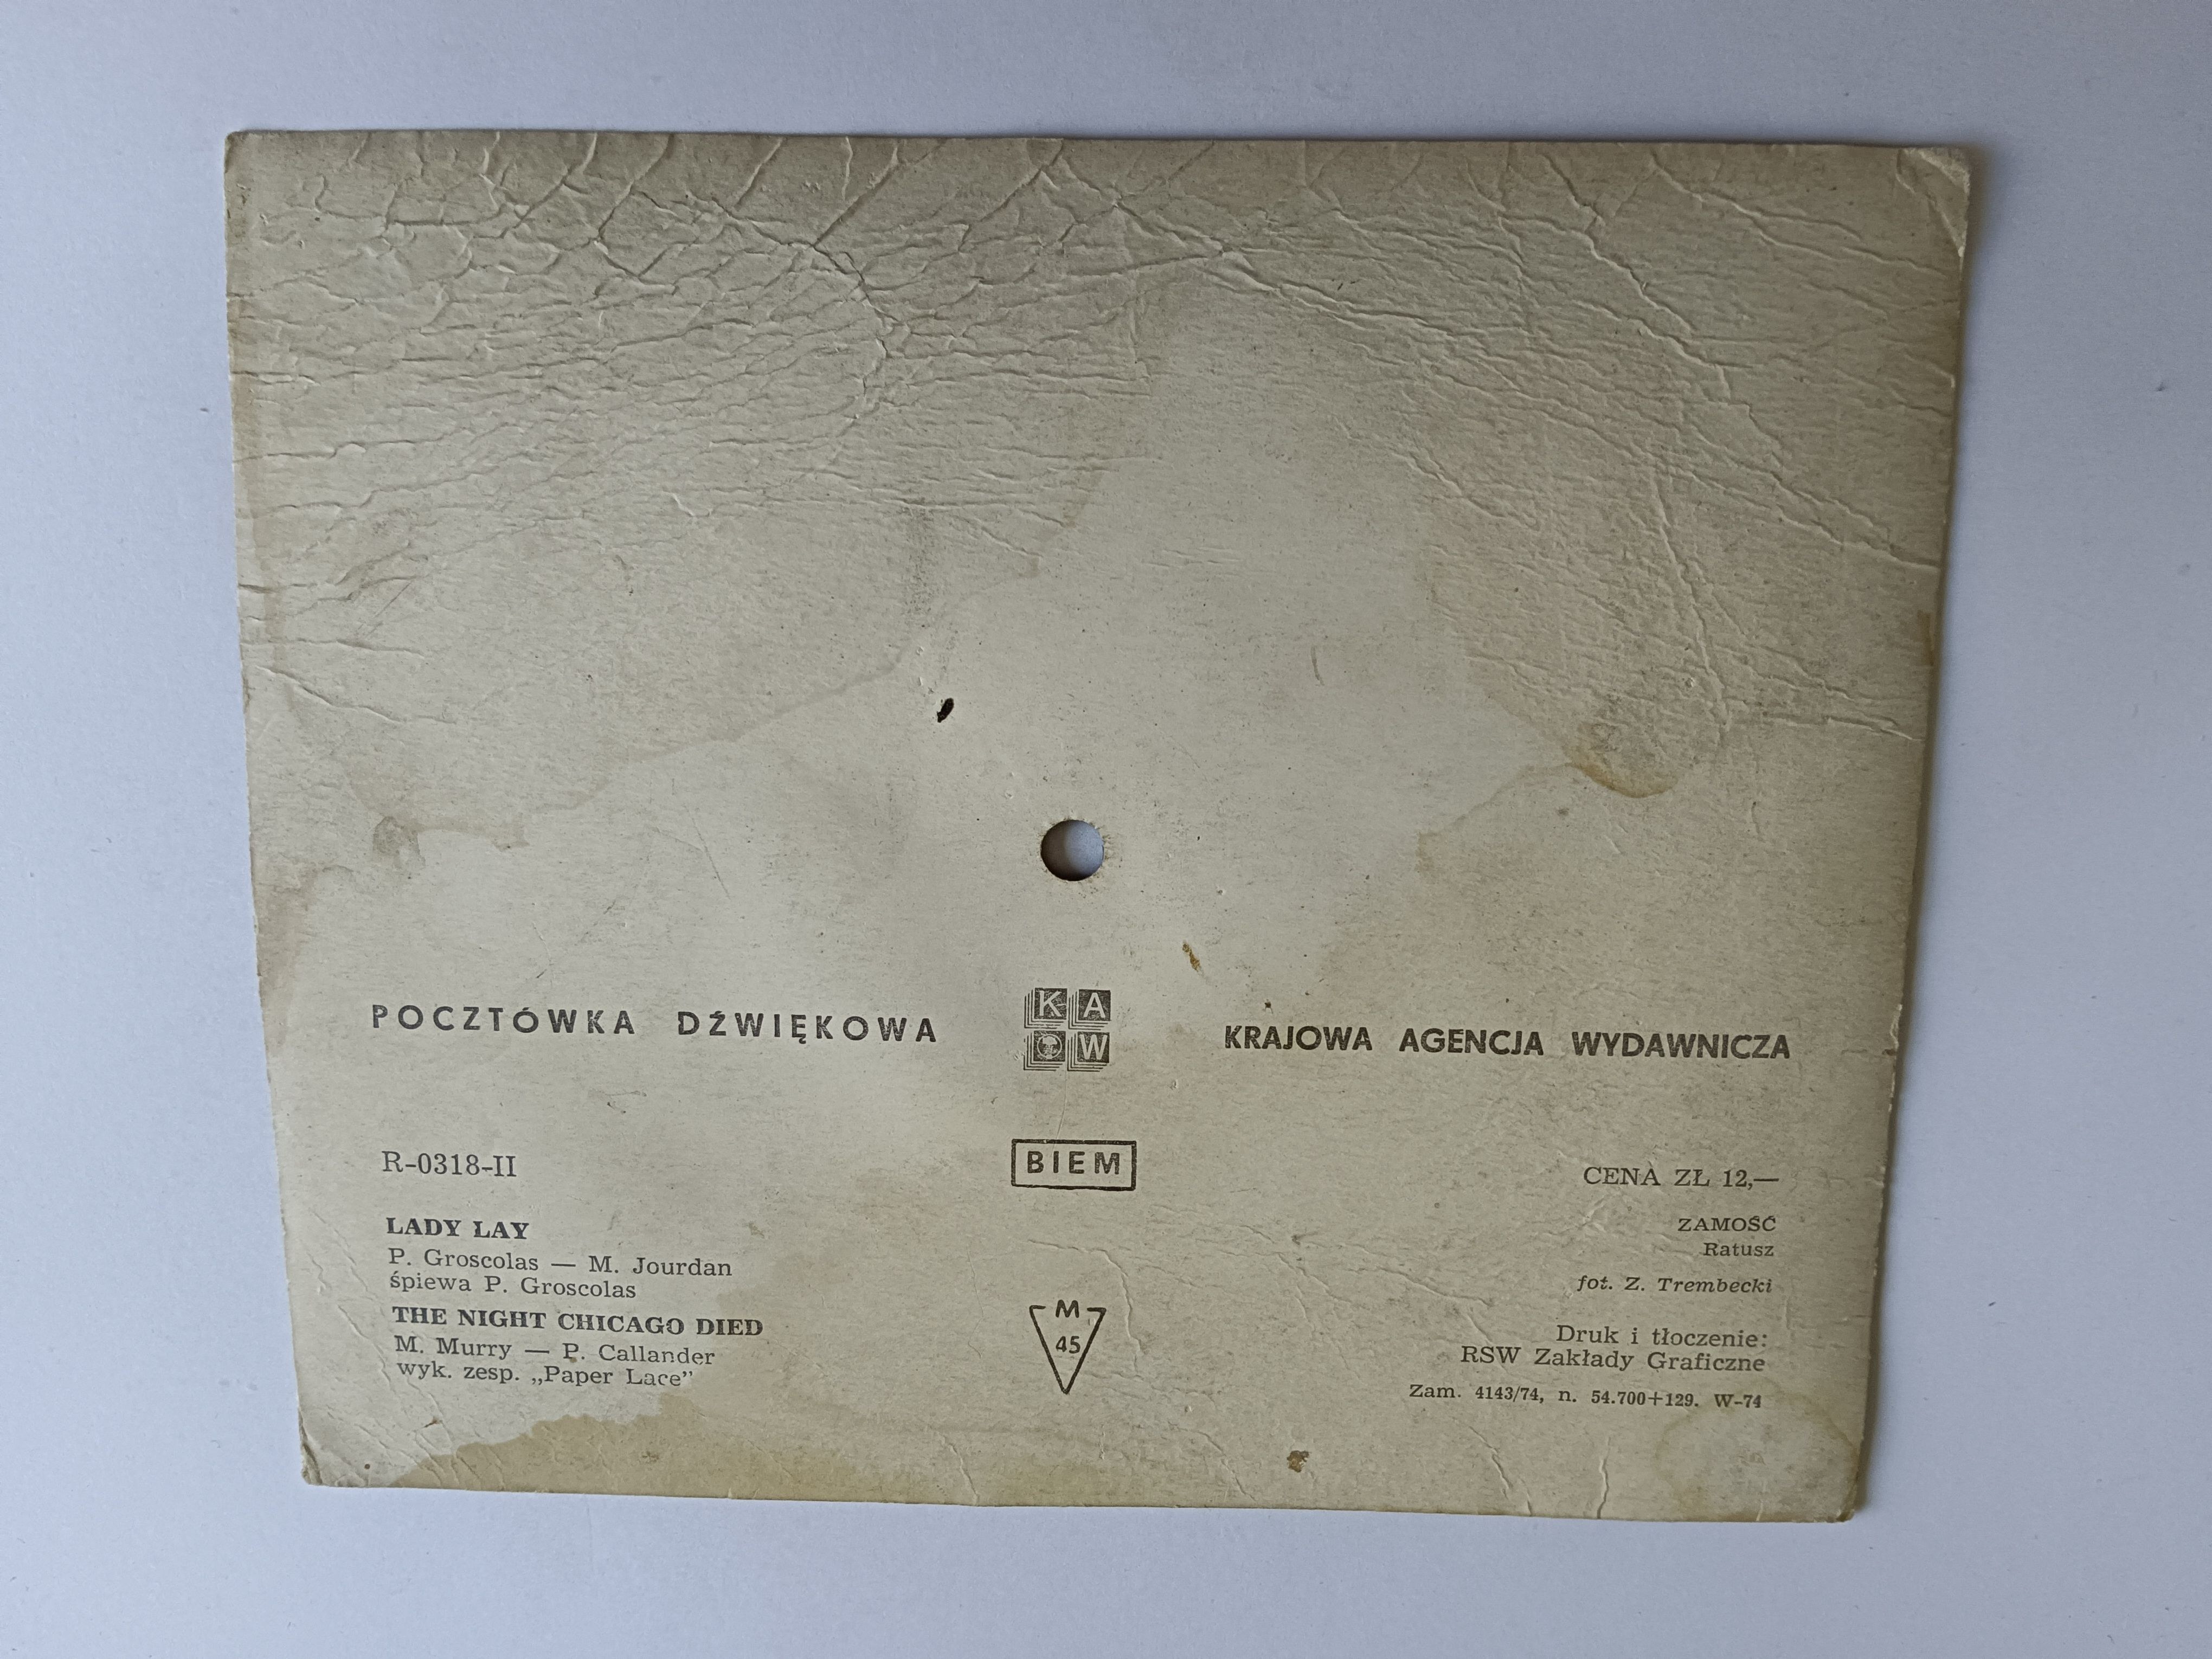 POCZTÓWKA DŹWIĘKOWA
K A
W
KRAJOWA AGENCJA WYDAWNICZA
R-0318-II
LADY LAY
P. Groscolas — M. Jourdan
śpiewa P. Groscolas
THE NIGHT CHICAGO DIED
M. Murry — P. Callander
wyk. zesp. „Paper Lace”
BIEM
M
45
CENA ZŁ 12,—
ZAMOŚĆ
Ratusz
fot. Z. Trembecki
Druk i tłoczenie:
RSW Zakłady Graficzne
Zam. 4143/74, n. 54.700+129. W-74